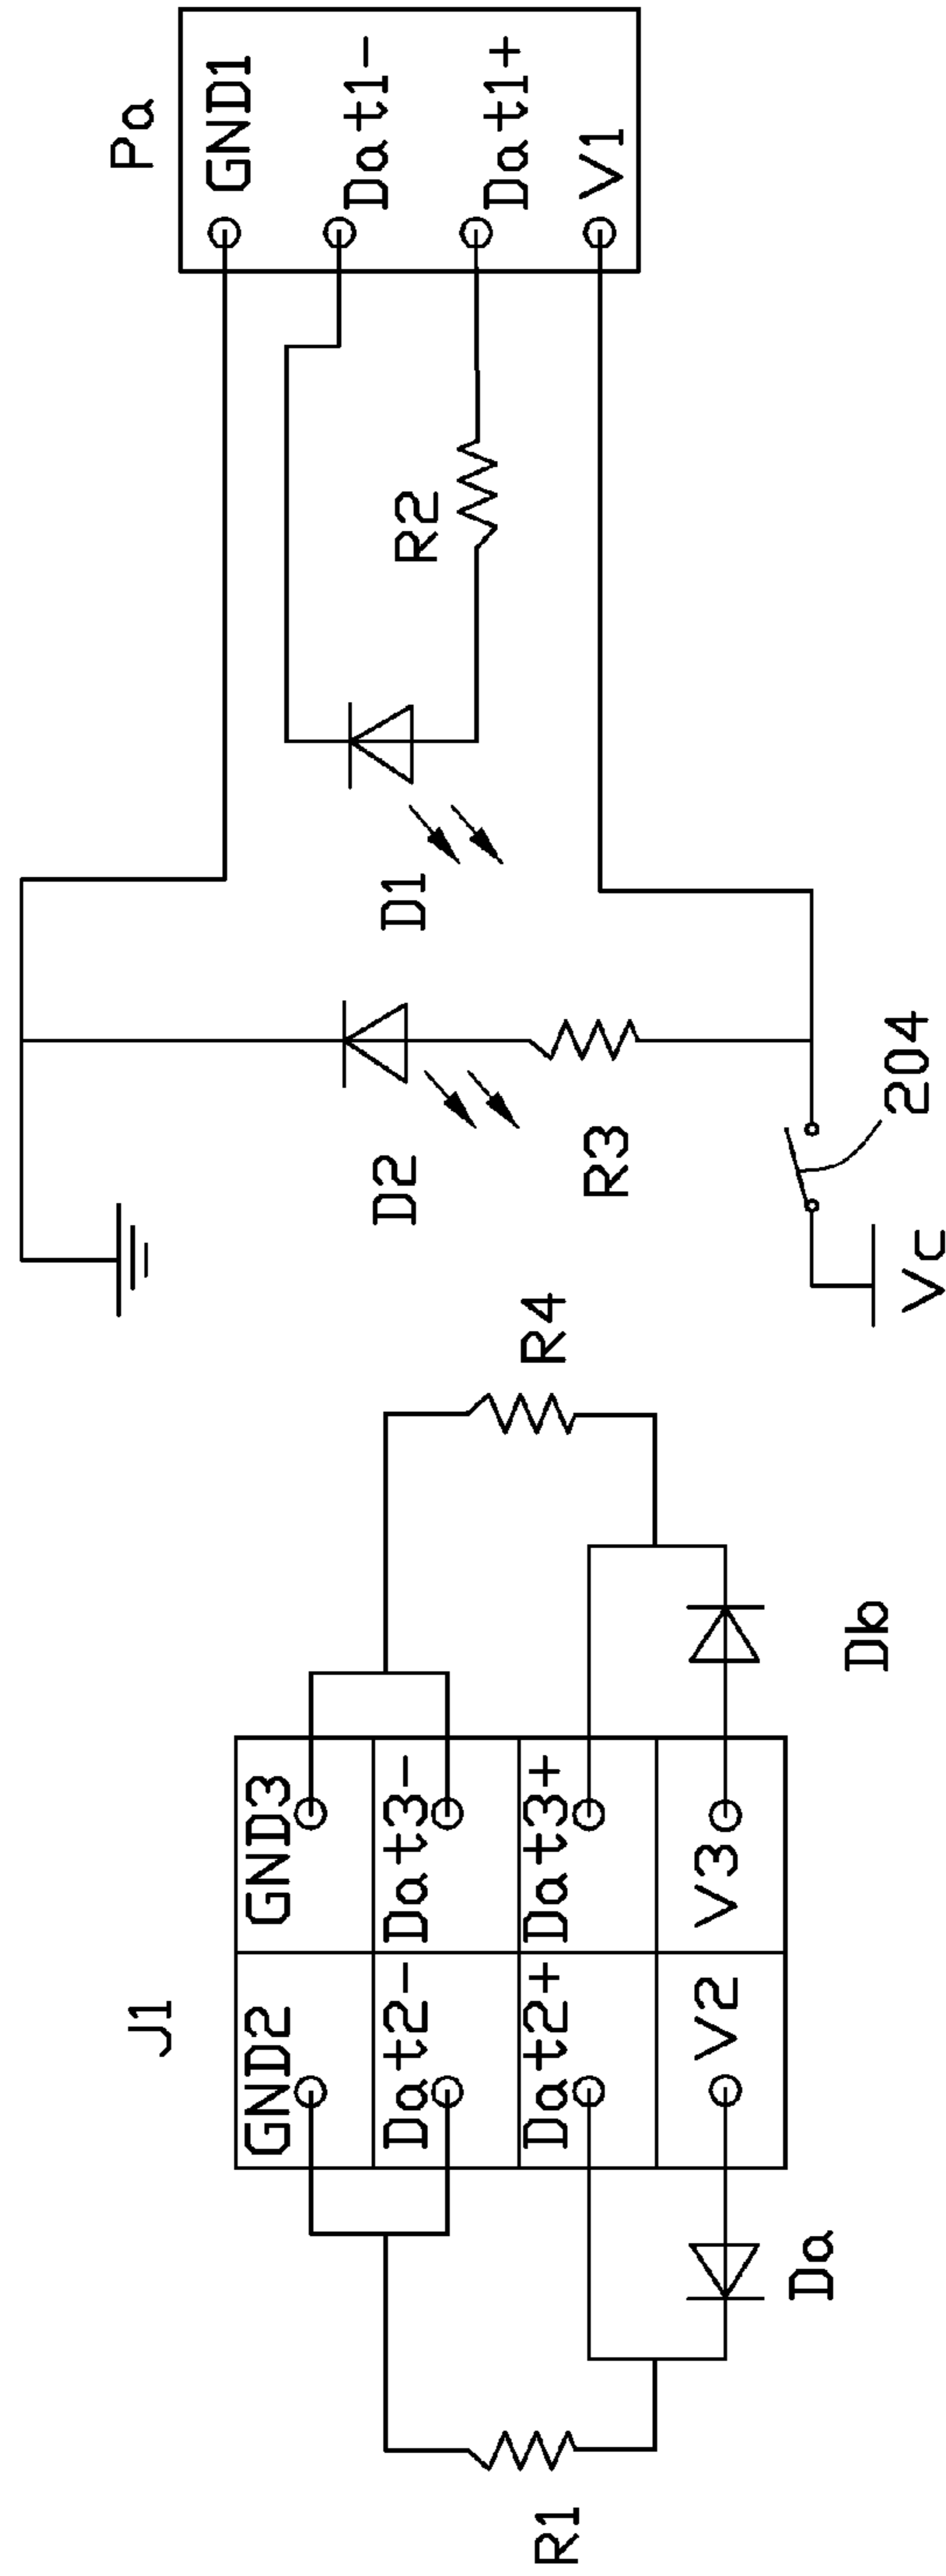 R1
J1
GND2
GND3
Dat2-
Dat3-
Dat2+
Dat3+
V2
V3
Da
Db
R4
D2
R3
Vc
204
D1
R2
Pa
GND1
Dat1-
Dat1+
V1